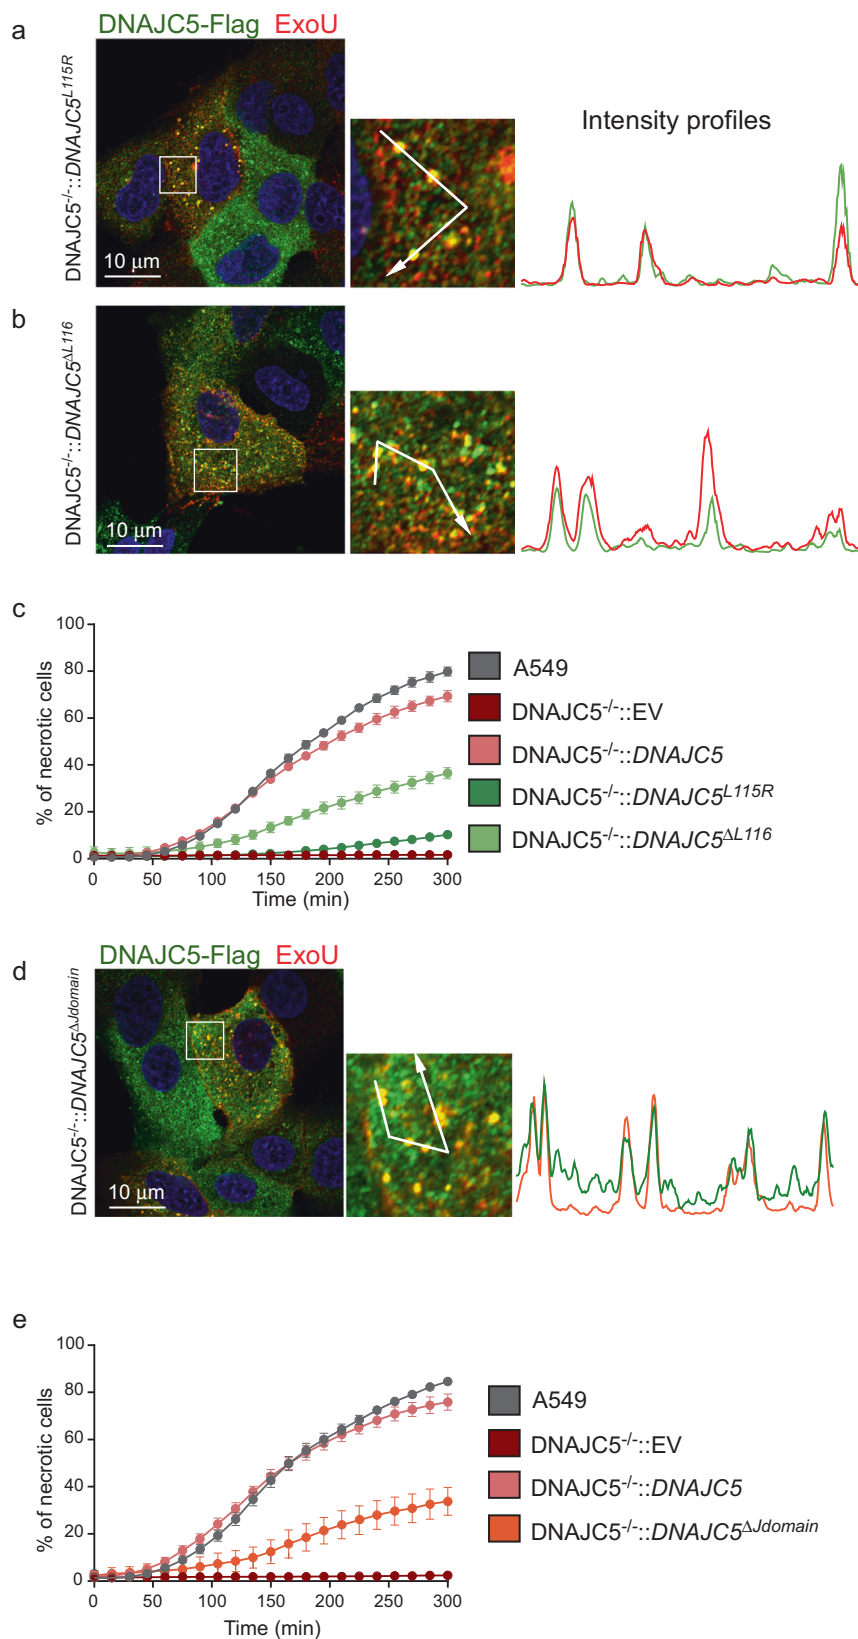 a
DNAJC5-Flag ExoU
DNAJC5-/-::DNAJC5L115R
10 µm
Intensity profiles
b
DNAJC5-/-::DNAJC5ΔL116
10 µm
c
% of necrotic cells
100
80
60
40
20
0
0 50 100 150 200 250 300
Time (min)
A549
DNAJC5-/-::EV
DNAJC5-/-::DNAJC5
DNAJC5-/-::DNAJC5L115R
DNAJC5-/-::DNAJC5ΔL116
d
DNAJC5-Flag ExoU
DNAJC5-/-::DNAJC5ΔJdomain
10 µm
e
% of necrotic cells
100
80
60
40
20
0
0 50 100 150 200 250 300
Time (min)
A549
DNAJC5-/-::EV
DNAJC5-/-::DNAJC5
DNAJC5-/-::DNAJC5ΔJdomain